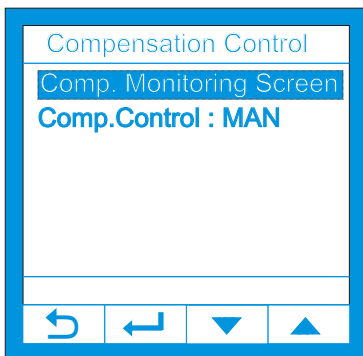 Compensation Control
Comp. Monitoring Screen
Comp.Control : MAN